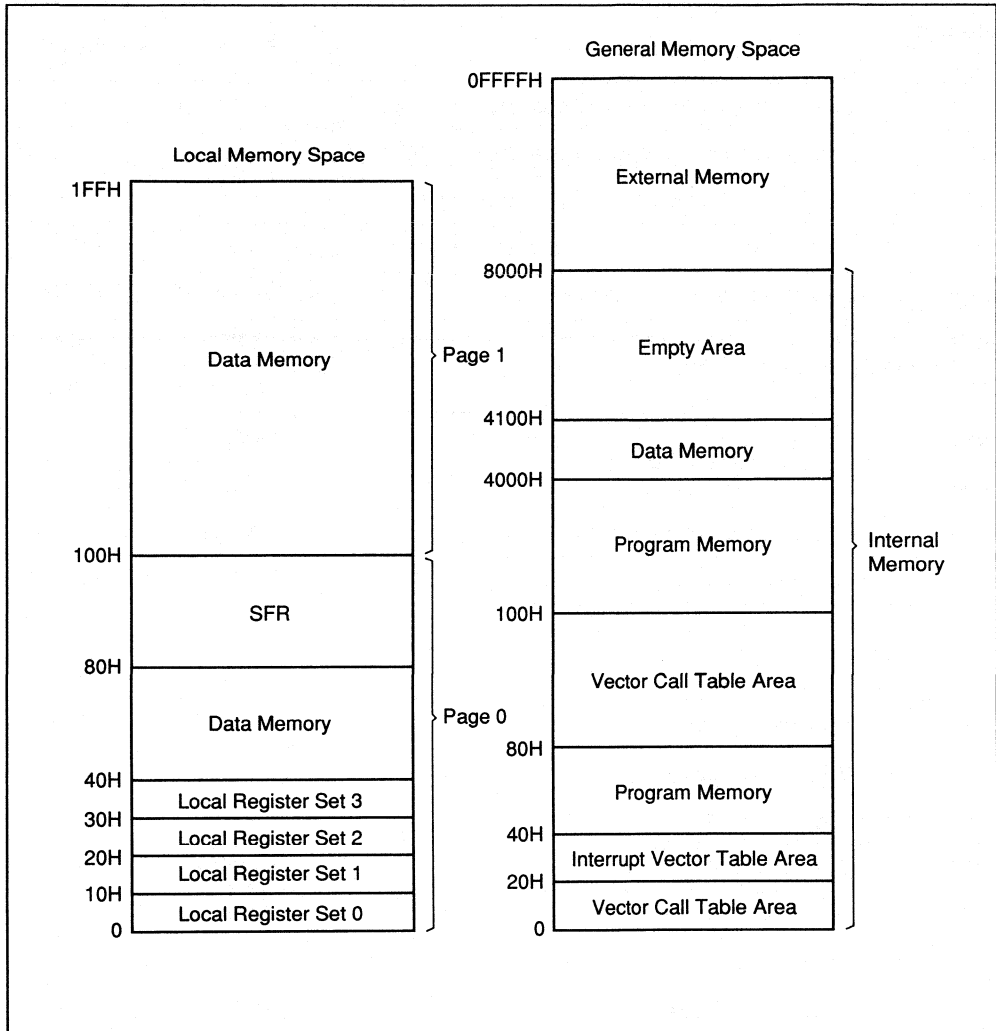 Local Memory Space
1FFH
Data Memory
Page 1
100H
SFR
80H
Data Memory
Page 0
40H
Local Register Set 3
30H
Local Register Set 2
20H
Local Register Set 1
10H
Local Register Set 0
0
General Memory Space
0FFFFH
External Memory
8000H
Empty Area
4100H
Data Memory
4000H
Program Memory
Internal
Memory
100H
Vector Call Table Area
80H
Program Memory
40H
Interrupt Vector Table Area
20H
Vector Call Table Area
0